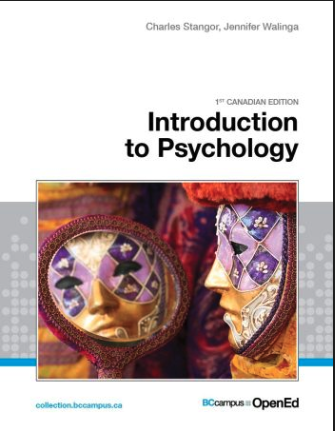 Charles Stangor, Jennifer Walinga
1ST CANADIAN EDITION
Introduction
to Psychology
collection.bccampus.ca
BCcampus OpenEd